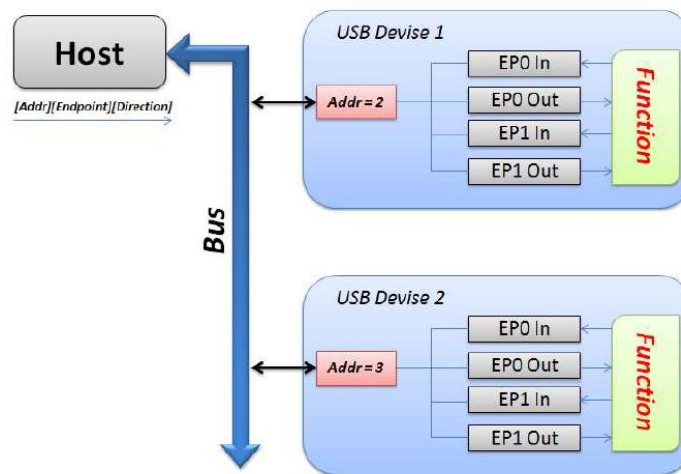 Host
[Addr][Endpoint][Direction]
Bus
USB Devise 1
Addr = 2
EP0 In
EP0 Out
EP1 In
EP1 Out
Function
USB Devise 2
Addr = 3
EP0 In
EP0 Out
EP1 In
EP1 Out
Function